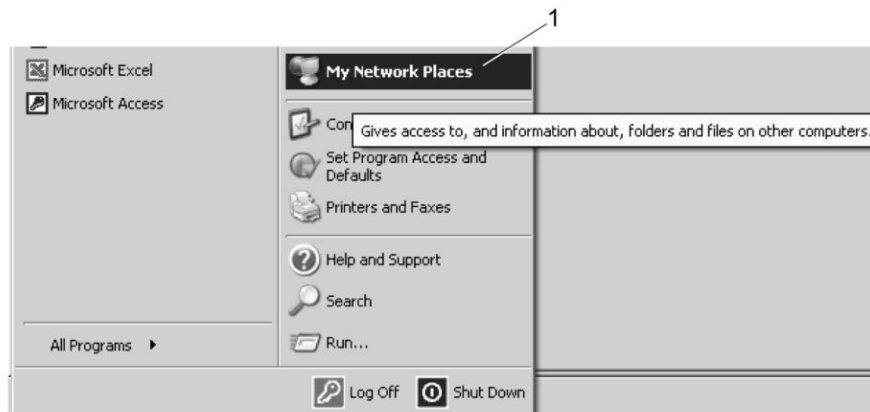 1
Microsoft Excel
Microsoft Access
All Programs
My Network Places
Con
Gives access to, and information about, folders and files on other computers.
Set Program Access and
Defaults
Printers and Faxes
Help and Support
Search
Run...
Log Off
Shut Down